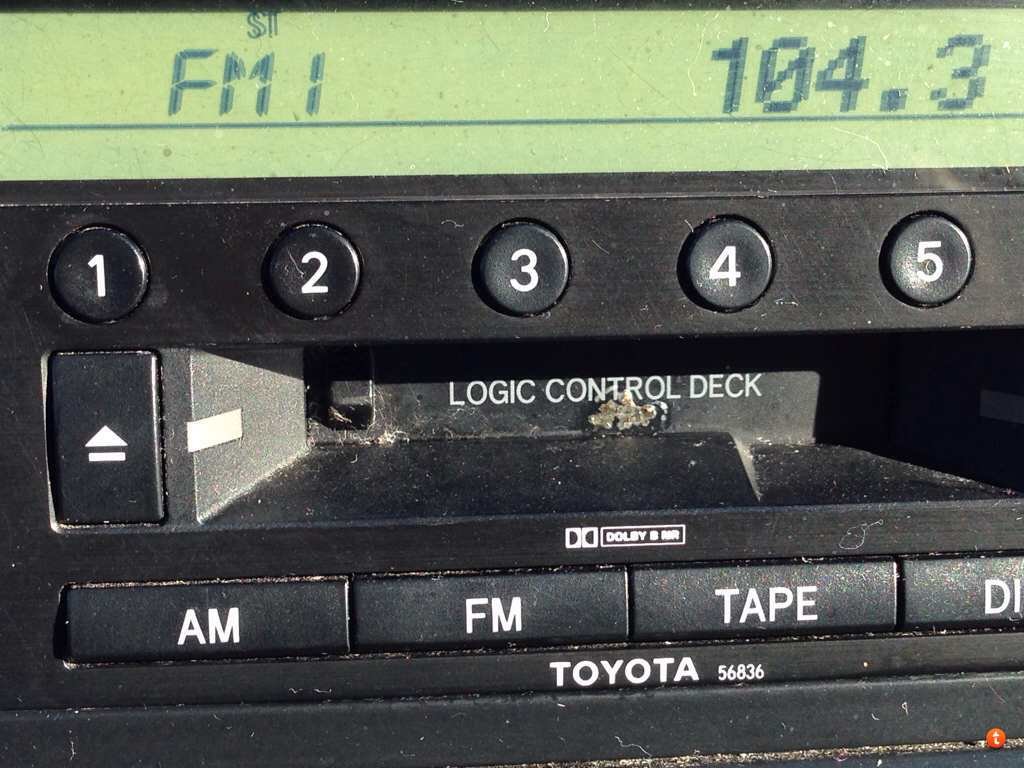 ST
FM1 104.3
1 2 3 4 5
LOGIC CONTROL DECK
DOLBY B NR
AM FM TAPE DI
TOYOTA 56836
t